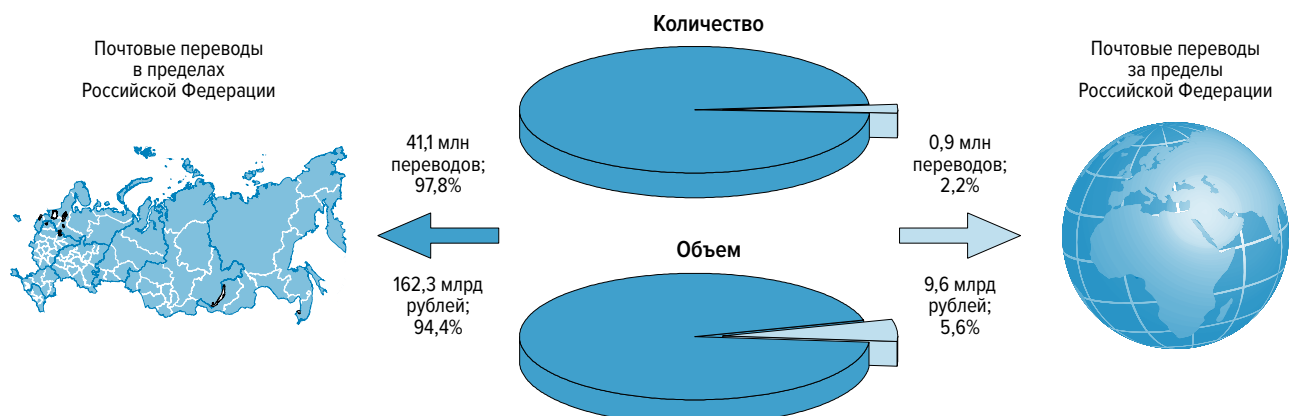 Количество
Почтовые переводы
в пределах
Российской Федерации
Почтовые переводы
за пределы
Российской Федерации
41,1 млн
переводов;
97,8%
0,9 млн
переводов;
2,2%
Объем
162,3 млрд
рублей;
94,4%
9,6 млрд
рублей;
5,6%